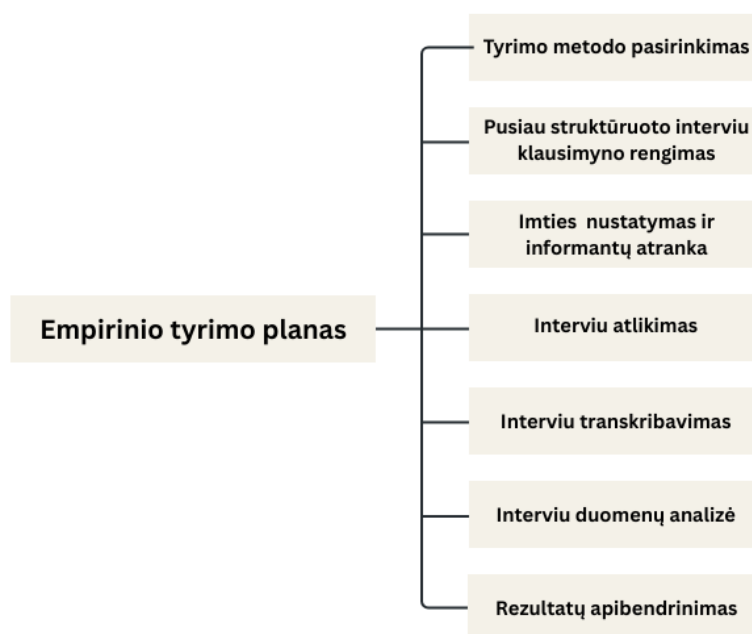 Tyrimo metodo pasirinkimas
Pusiau struktūruoto interviu
klausimyno rengimas
Imties nustatymas ir
informantų atranka
Empirinio tyrimo planas
Interviu atlikimas
Interviu transkribavimas
Interviu duomenų analizė
Rezultatų apibendrinimas